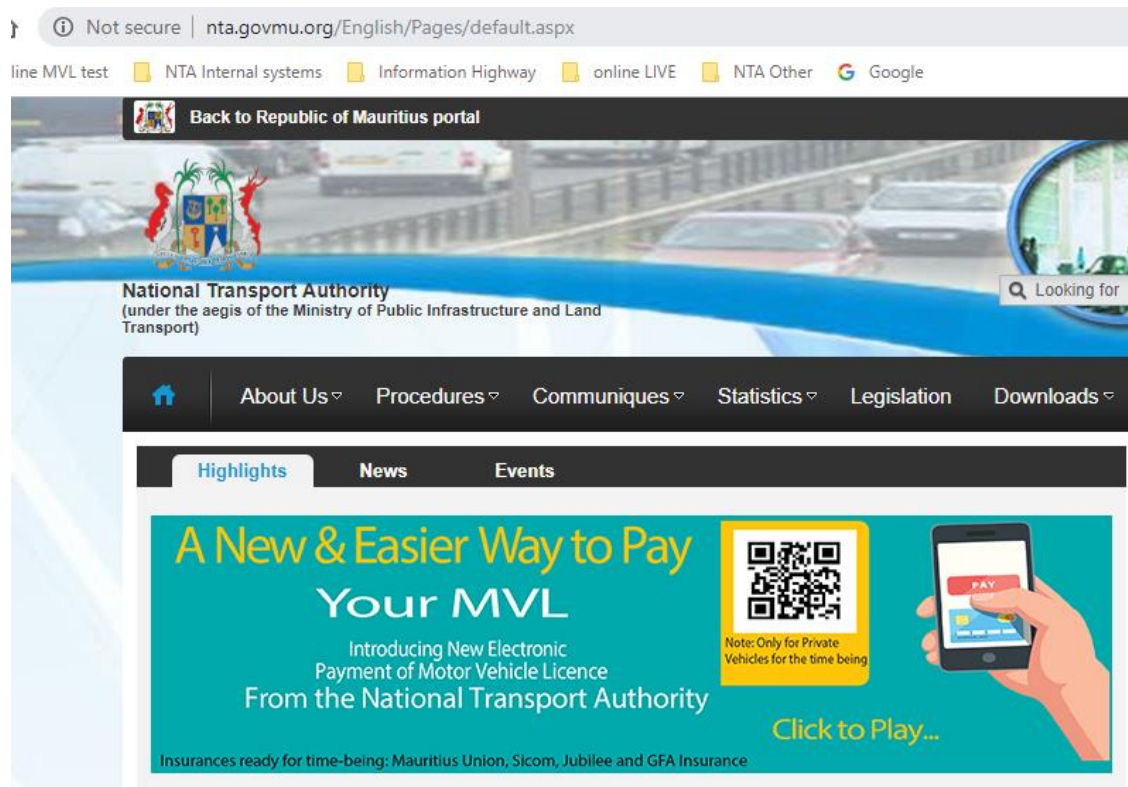 Not secure | nta.govmu.org/English/Pages/default.aspx
line MVL test NTA Internal systems Information Highway online LIVE NTA Other Google
Back to Republic of Mauritius portal
National Transport Authority
(under the aegis of the Ministry of Public Infrastructure and Land
Transport)
Looking for
About Us Procedures Communiques Statistics Legislation Downloads
Highlights News Events
A New & Easier Way to Pay
Your MVL
Introducing New Electronic
Payment of Motor Vehicle Licence
From the National Transport Authority
Note: Only for Private
Vehicles for the time being
PAY
Click to Play...
Insurances ready for time-being: Mauritius Union, Sicom, Jubilee and GFA Insurance